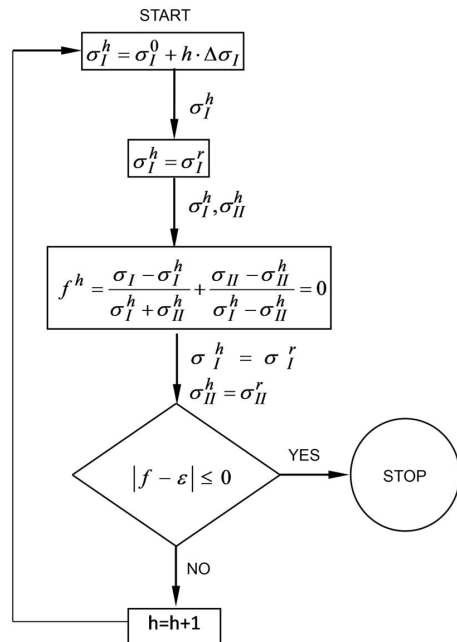 START
σ_I^h = σ_I^0 + h · Δσ_I
σ_I^h
σ_I^h = σ_I^r
σ_I^h, σ_II^h
f^h = (σ_I − σ_I^h)/(σ_I^h + σ_II^h) + (σ_II − σ_II^h)/(σ_I^h − σ_II^h) = 0
σ_I^h = σ_I^r
σ_II^h = σ_II^r
|f − ε| ≤ 0
YES
STOP
NO
h=h+1